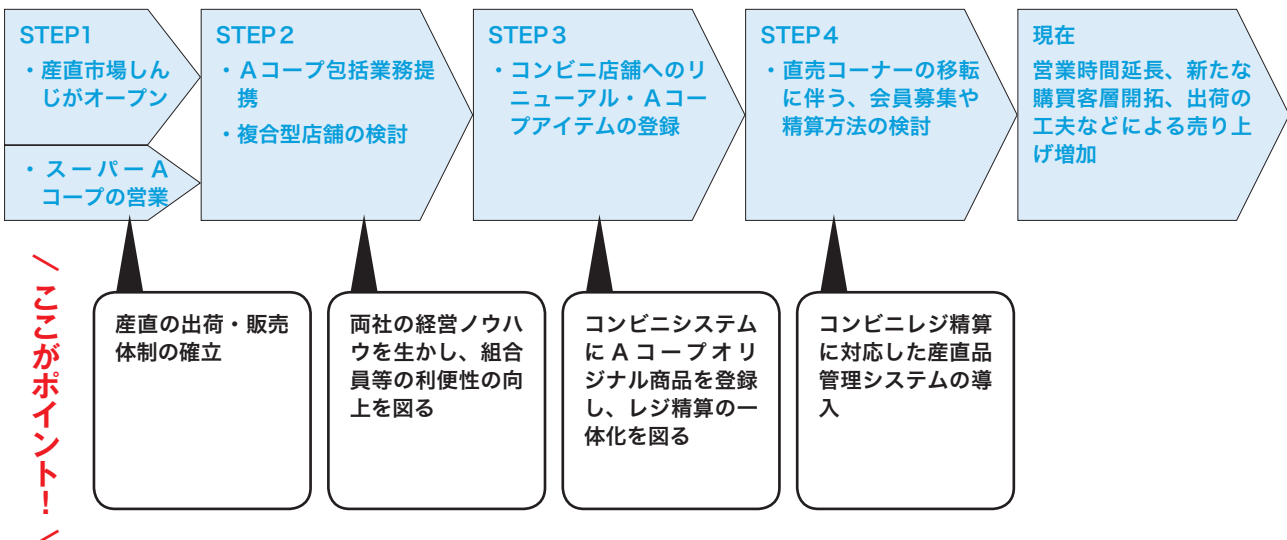 STEP1
・産直市場しん
じがオープン
・スーパーA
コープの営業
STEP2
・Aコープ包括業務提
携
・複合型店舗の検討
STEP3
・コンビニ店舗へのリ
ニューアル・Aコー
プアイテムの登録
STEP4
・直売コーナーの移転
に伴う、会員募集や
精算方法の検討
現在
営業時間延長、新たな
購買客層開拓、出荷の
工夫などによる売り上
げ増加
ここがポイント！
産直の出荷・販売
体制の確立
両社の経営ノウハ
ウを生かし、組合
員等の利便性の向
上を図る
コンビニシステム
にAコープオリ
ジナル商品を登録
し、レジ精算の一
体化を図る
コンビニレジ精算
に対応した産直品
管理システムの導
入